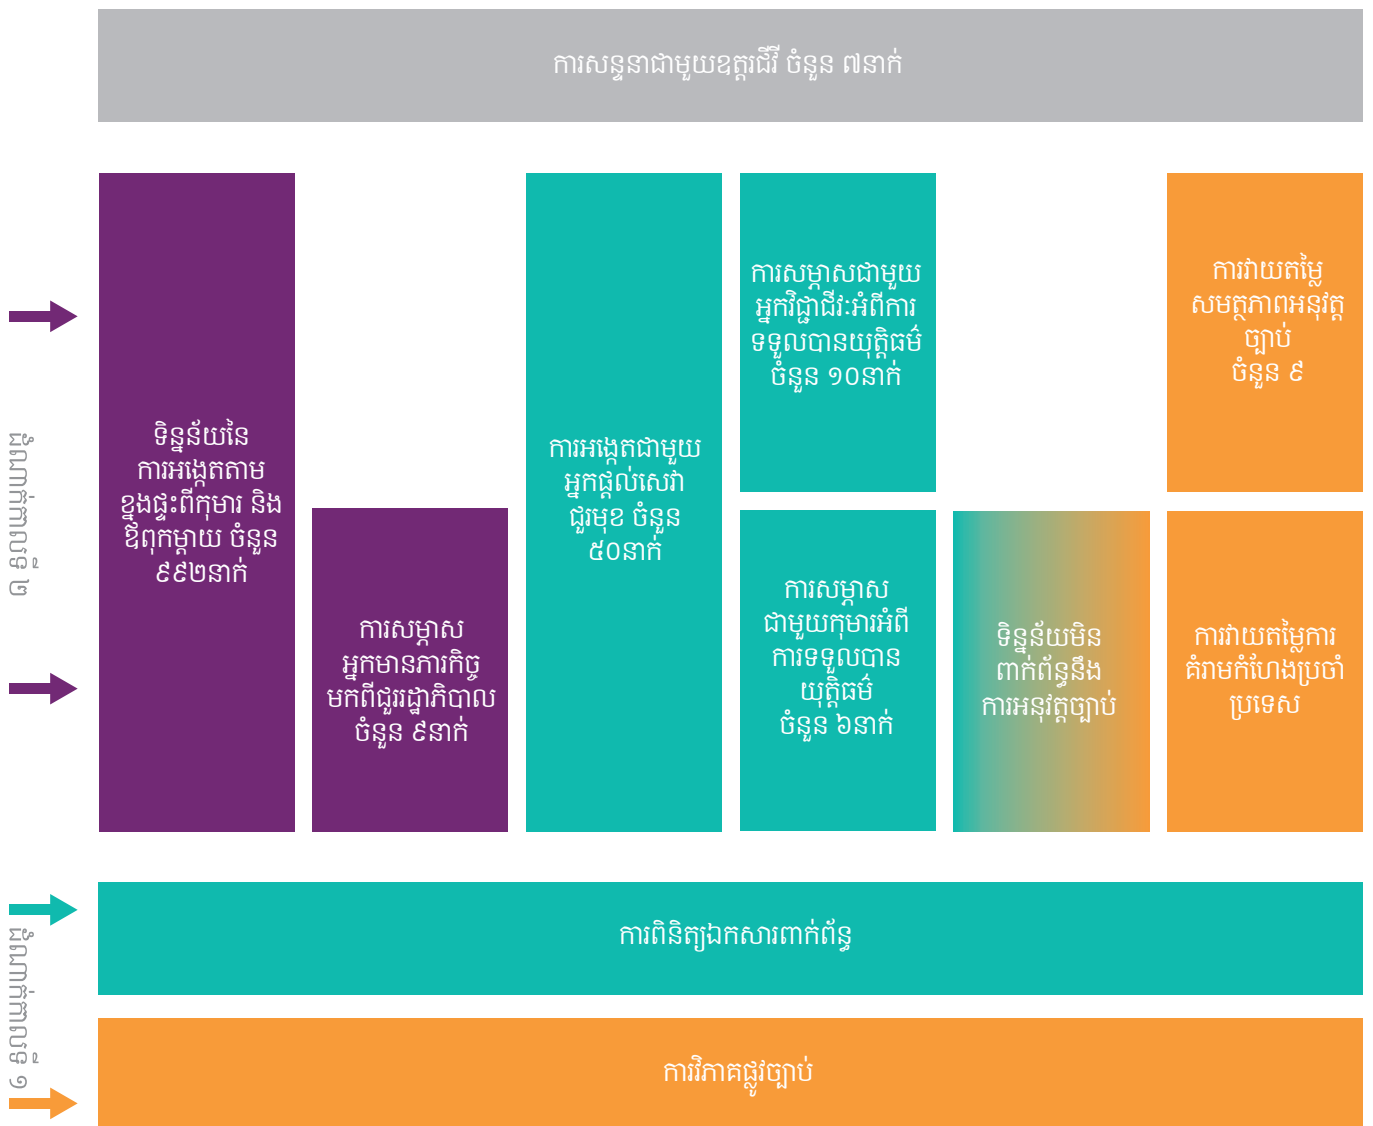 ការសន្ទនាជាមួយឧត្តរជីវី ចំនួន ៧នាក់
ទិន្នន័យនៃ
ការអង្កេតតាម
ខ្នងផ្ទះពីកុមារ និង
ឪពុកម្តាយ ចំនួន
៩៩២នាក់
ការសម្ភាស
អ្នកមានភារកិច្ច
មកពីជួររដ្ឋាភិបាល
ចំនួន ៩នាក់
ការអង្កេតជាមួយ
អ្នកផ្តល់សេវា
ជួរមុខ ចំនួន
៥០នាក់
ការសម្ភាសជាមួយ
អ្នកវិជ្ជាជីវៈអំពីការ
ទទួលបានយុត្តិធម៌
ចំនួន ១០នាក់
ការសម្ភាស
ជាមួយកុមារអំពី
ការទទួលបាន
យុត្តិធម៌
ចំនួន ៦នាក់
ទិន្នន័យមិន
ពាក់ព័ន្ធនឹង
ការអនុវត្តច្បាប់
ការវាយតម្លៃ
សមត្ថភាពអនុវត្ត
ច្បាប់
ចំនួន ៩
ការវាយតម្លៃការ
គំរាមកំហែងប្រចាំ
ប្រទេស
ដំណាក់កាលទី ២
ការពិនិត្យឯកសារពាក់ព័ន្ធ
ការវិភាគផ្លូវច្បាប់
ដំណាក់កាលទី ១